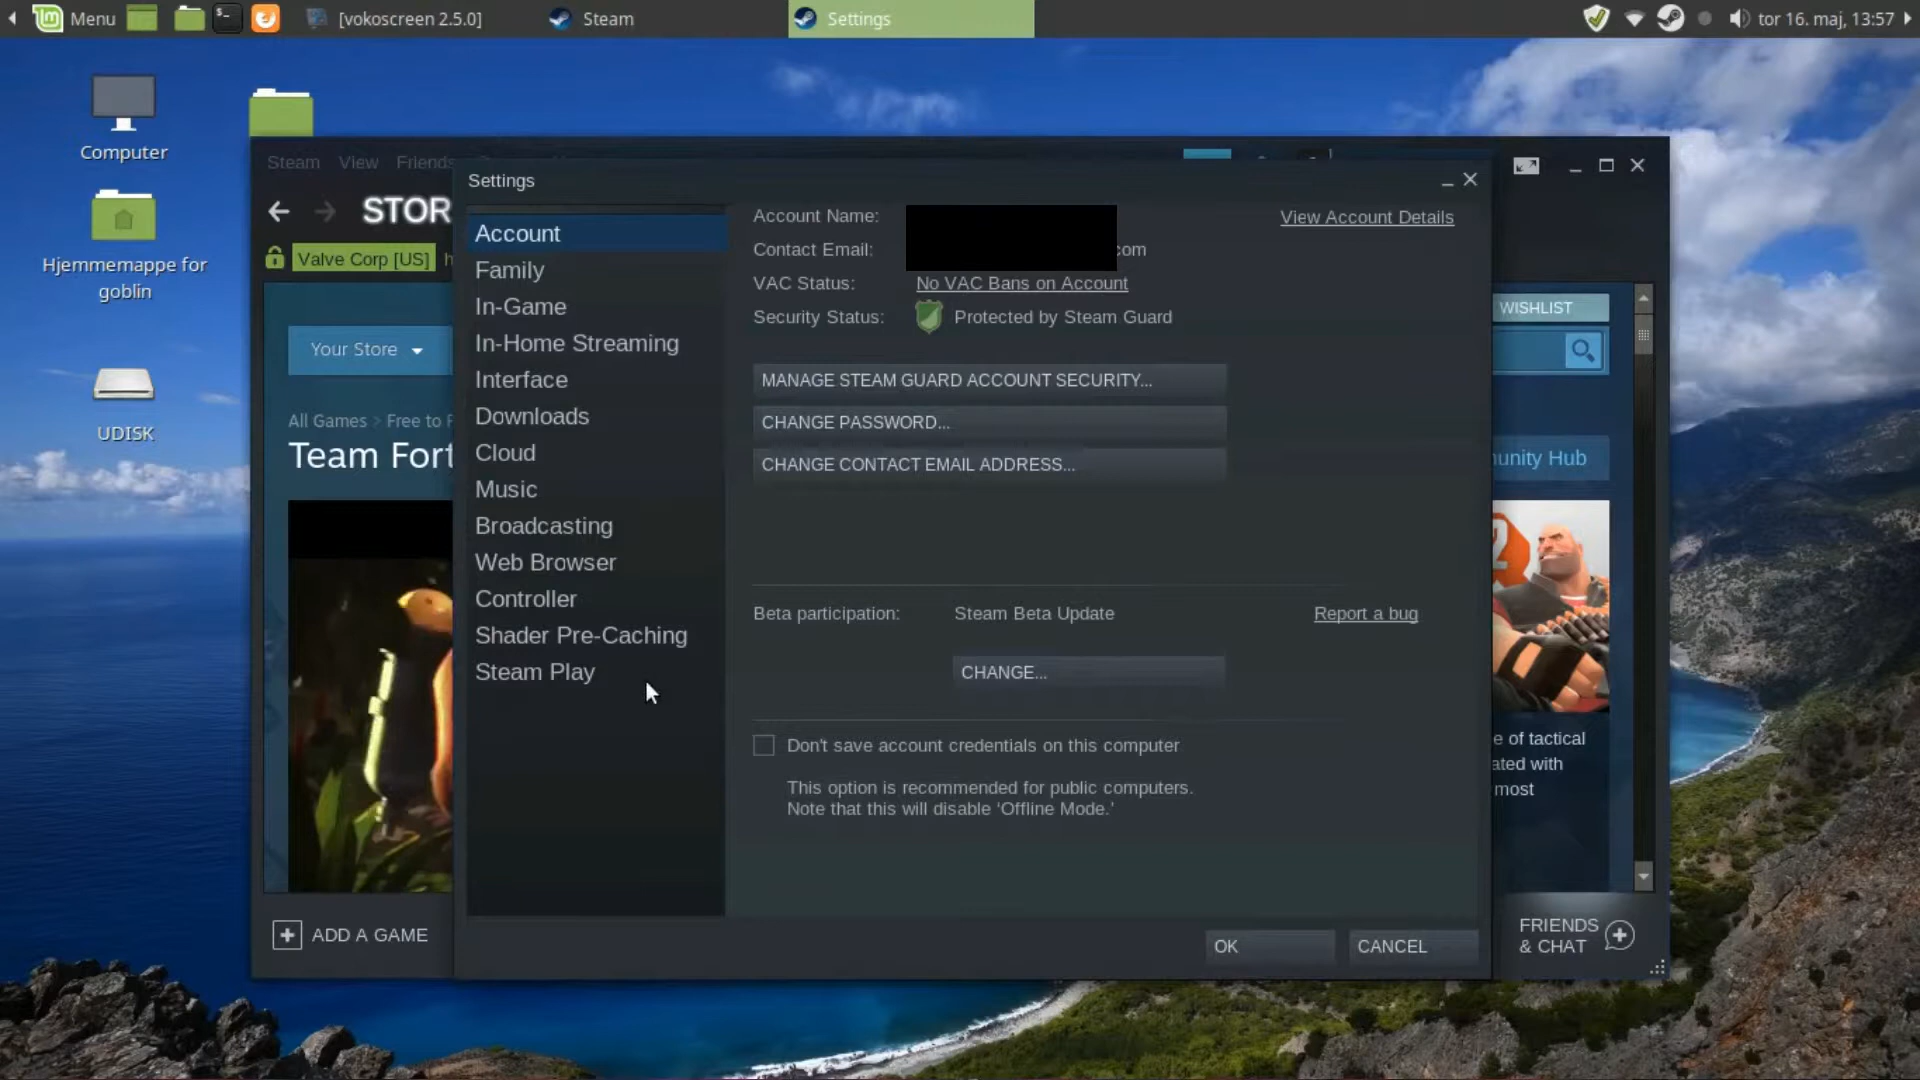 Menu
[vokoscreen 2.5.0]
Steam
Settings
tor 16. maj, 13:57
Computer
Hjemmemappe for
goblin
UDISK
Steam View Friends
STOR
Valve Corp [US]
WISHLIST
Your Store
All Games > Free to P
Team Fort
unity Hub
e of tactical
ated with
most
ADD A GAME
FRIENDS
& CHAT
Settings
Account
Family
In-Game
In-Home Streaming
Interface
Downloads
Cloud
Music
Broadcasting
Web Browser
Controller
Shader Pre-Caching
Steam Play
Account Name:
View Account Details
Contact Email: com
VAC Status: No VAC Bans on Account
Security Status: Protected by Steam Guard
MANAGE STEAM GUARD ACCOUNT SECURITY...
CHANGE PASSWORD...
CHANGE CONTACT EMAIL ADDRESS...
Beta participation: Steam Beta Update Report a bug
CHANGE...
Don't save account credentials on this computer
This option is recommended for public computers.
Note that this will disable ‘Offline Mode.’
OK
CANCEL